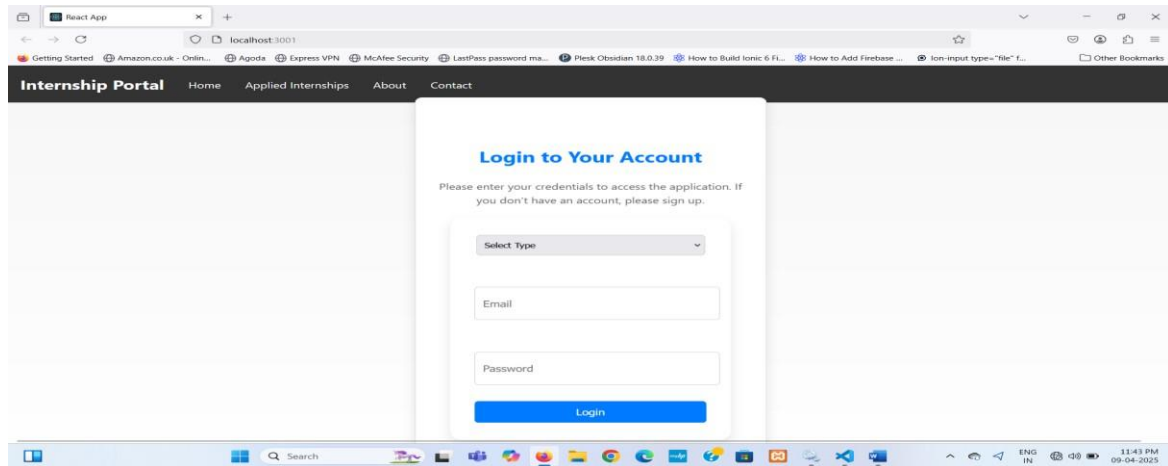 React App
localhost:3001
Getting Started Amazon.co.uk - Onlin... Agoda Express VPN McAfee Security LastPass password ma... Plesk Obsidian 18.0.39 How to Build Ionic 6 Fi... How to Add Firebase ... Ion-input type="file" f... Other Bookmarks
Internship Portal Home Applied Internships About Contact
Login to Your Account
Please enter your credentials to access the application. If
you don't have an account, please sign up.
Select Type
Email
Password
Login
Search
ENG 11:43 PM
IN 09-04-2025